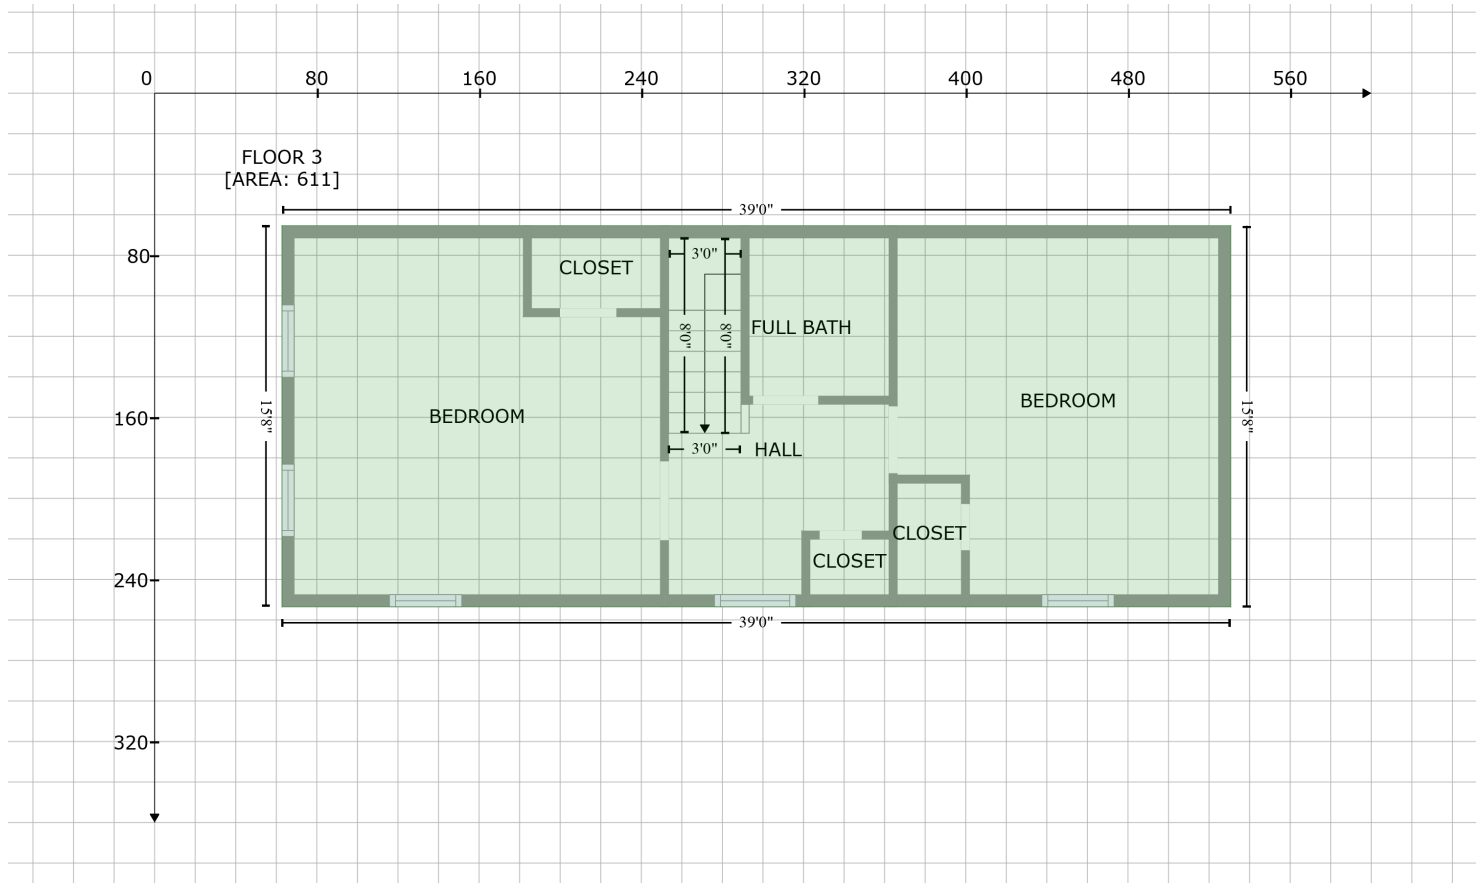 0 80 160 240 320 400 480 560
FLOOR 3
[AREA: 611]
39'0"
80
3'0"
CLOSET
FULL BATH
8'0" 8'0"
BEDROOM
15'8"
BEDROOM
15'8"
160
3'0"
HALL
CLOSET
CLOSET
240
39'0"
320